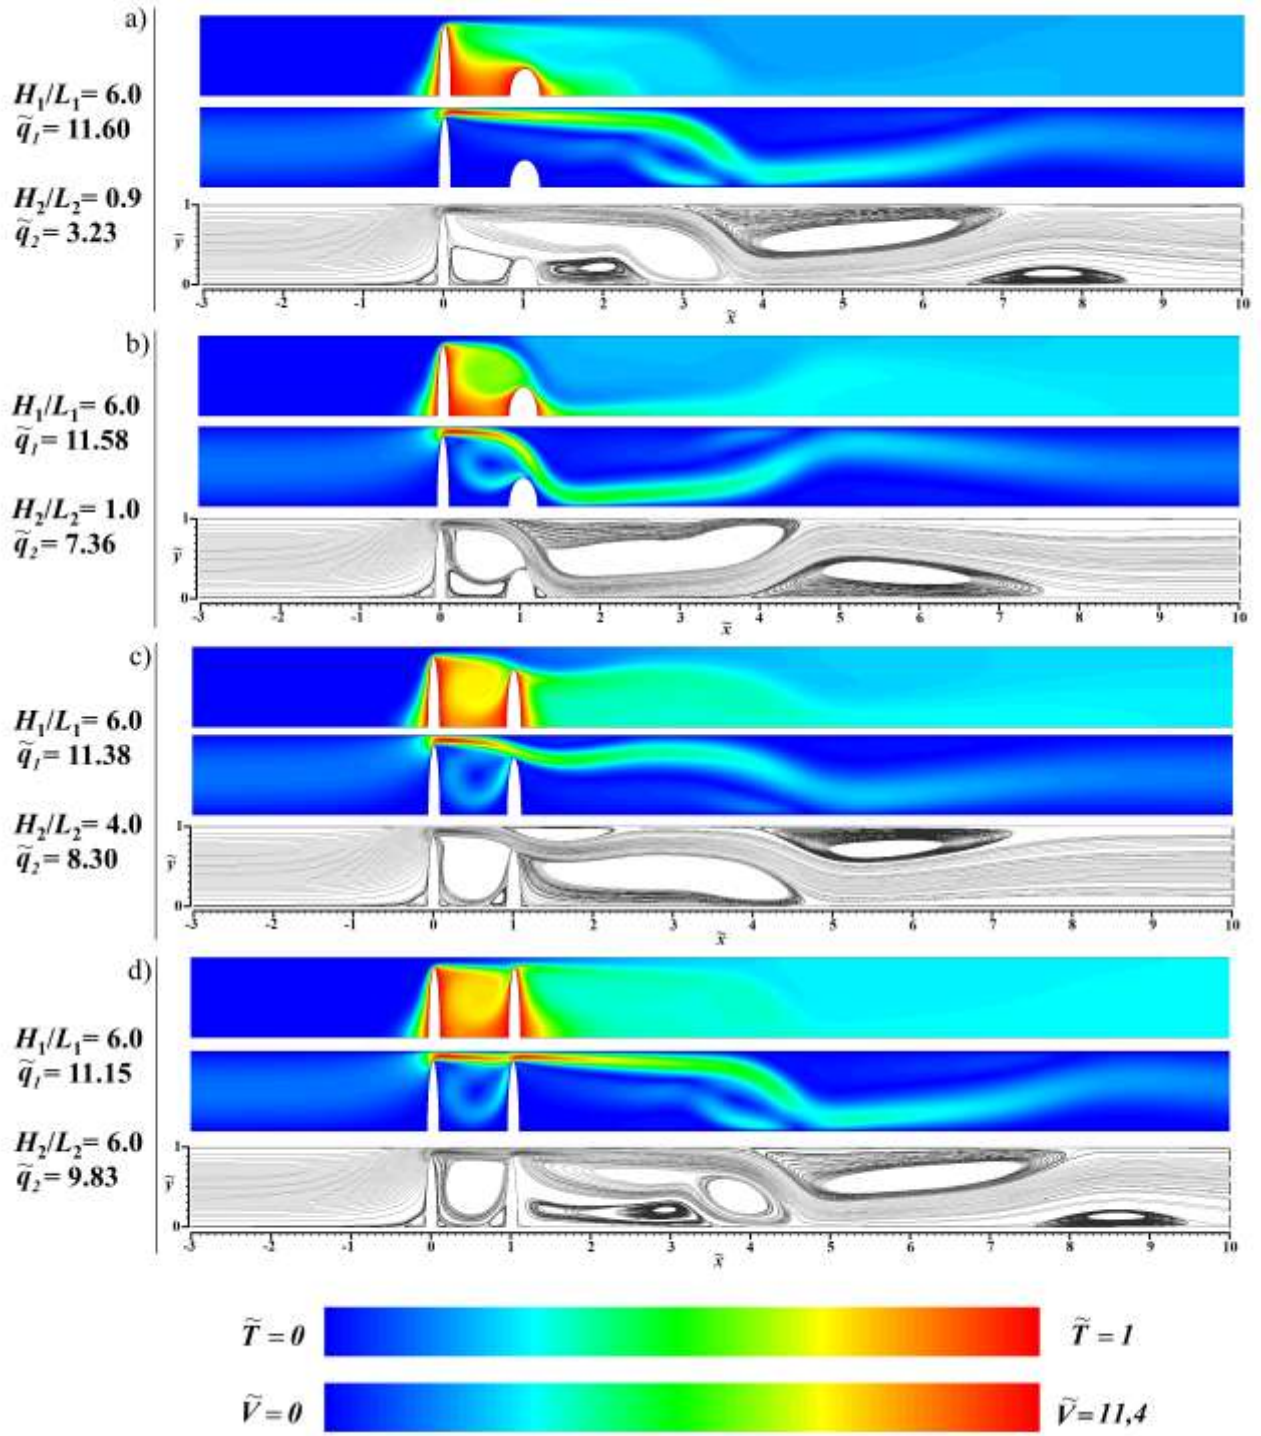 a)
H₁/L₁= 6.0
q̃₁= 11.60
H₂/L₂= 0.9
q̃₂= 3.23
1
ỹ
0
-3 -2 -1 0 1 2 3 4 5 6 7 8 9 10
x̃
b)
H₁/L₁= 6.0
q̃₁= 11.58
H₂/L₂= 1.0
q̃₂= 7.36
1
ỹ
0
-3 -2 -1 0 1 2 3 4 5 6 7 8 9 10
x̃
c)
H₁/L₁= 6.0
q̃₁= 11.38
H₂/L₂= 4.0
q̃₂= 8.30
1
ỹ
0
-3 -2 -1 0 1 2 3 4 5 6 7 8 9 10
x̃
d)
H₁/L₁= 6.0
q̃₁= 11.15
H₂/L₂= 6.0
q̃₂= 9.83
1
ỹ
0
-3 -2 -1 0 1 2 3 4 5 6 7 8 9 10
x̃
T̃ = 0 T̃ = 1
Ṽ = 0 Ṽ = 11,4